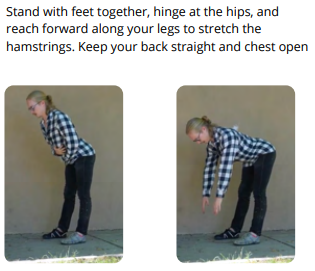 Stand with feet together, hinge at the hips, and
reach forward along your legs to stretch the
hamstrings. Keep your back straight and chest open